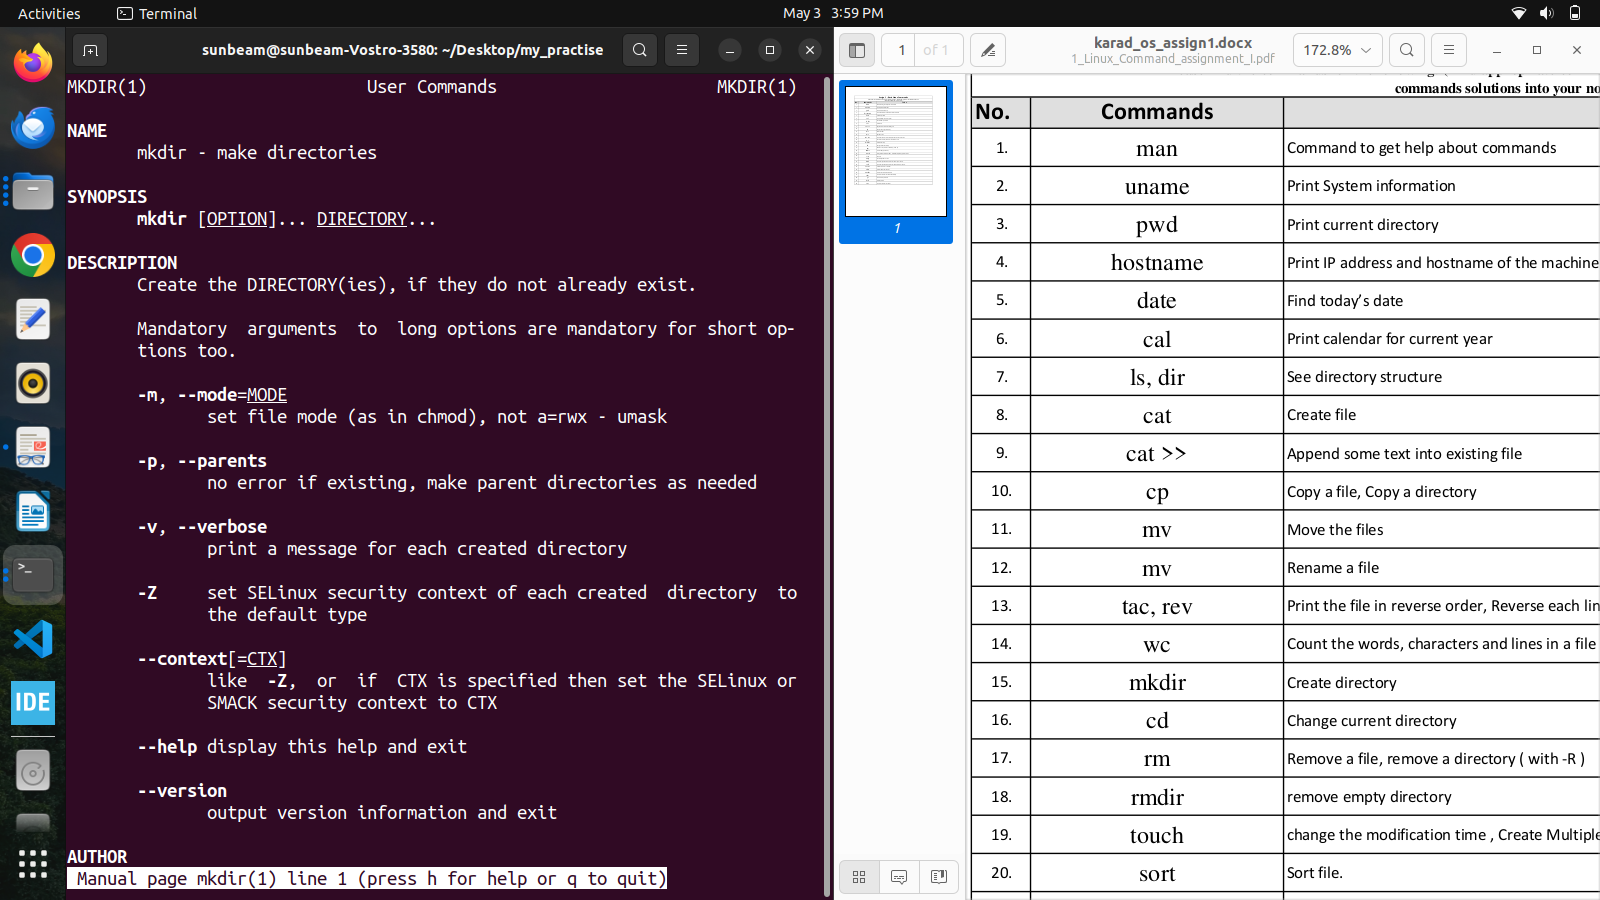 Activities
Terminal
May 3 3:59 PM
sunbeam@sunbeam-Vostro-3580: ~/Desktop/my_practise
MKDIR(1) User Commands MKDIR(1)
NAME
mkdir - make directories
SYNOPSIS
mkdir [OPTION]... DIRECTORY...
DESCRIPTION
Create the DIRECTORY(ies), if they do not already exist.
Mandatory arguments to long options are mandatory for short op-
tions too.
-m, --mode=MODE
set file mode (as in chmod), not a=rwx - umask
-p, --parents
no error if existing, make parent directories as needed
-v, --verbose
print a message for each created directory
-Z set SELinux security context of each created directory to
the default type
--context[=CTX]
like -Z, or if CTX is specified then set the SELinux or
SMACK security context to CTX
--help display this help and exit
--version
output version information and exit
AUTHOR
Manual page mkdir(1) line 1 (press h for help or q to quit)
IDE
1 of 1
karad_os_assign1.docx
1_Linux_Command_assignment_I.pdf
172.8%
1
commands solutions into your
No. Commands
1. man Command to get help about commands
2. uname Print System information
3. pwd Print current directory
4. hostname Print IP address and hostname of the machine
5. date Find today’s date
6. cal Print calendar for current year
7. ls, dir See directory structure
8. cat Create file
9. cat >> Append some text into existing file
10. cp Copy a file, Copy a directory
11. mv Move the files
12. mv Rename a file
13. tac, rev Print the file in reverse order, Reverse each
14. wc Count the words, characters and lines in a file
15. mkdir Create directory
16. cd Change current directory
17. rm Remove a file, remove a directory ( with -R )
18. rmdir remove empty directory
19. touch change the modification time , Create Multiple
20. sort Sort file.